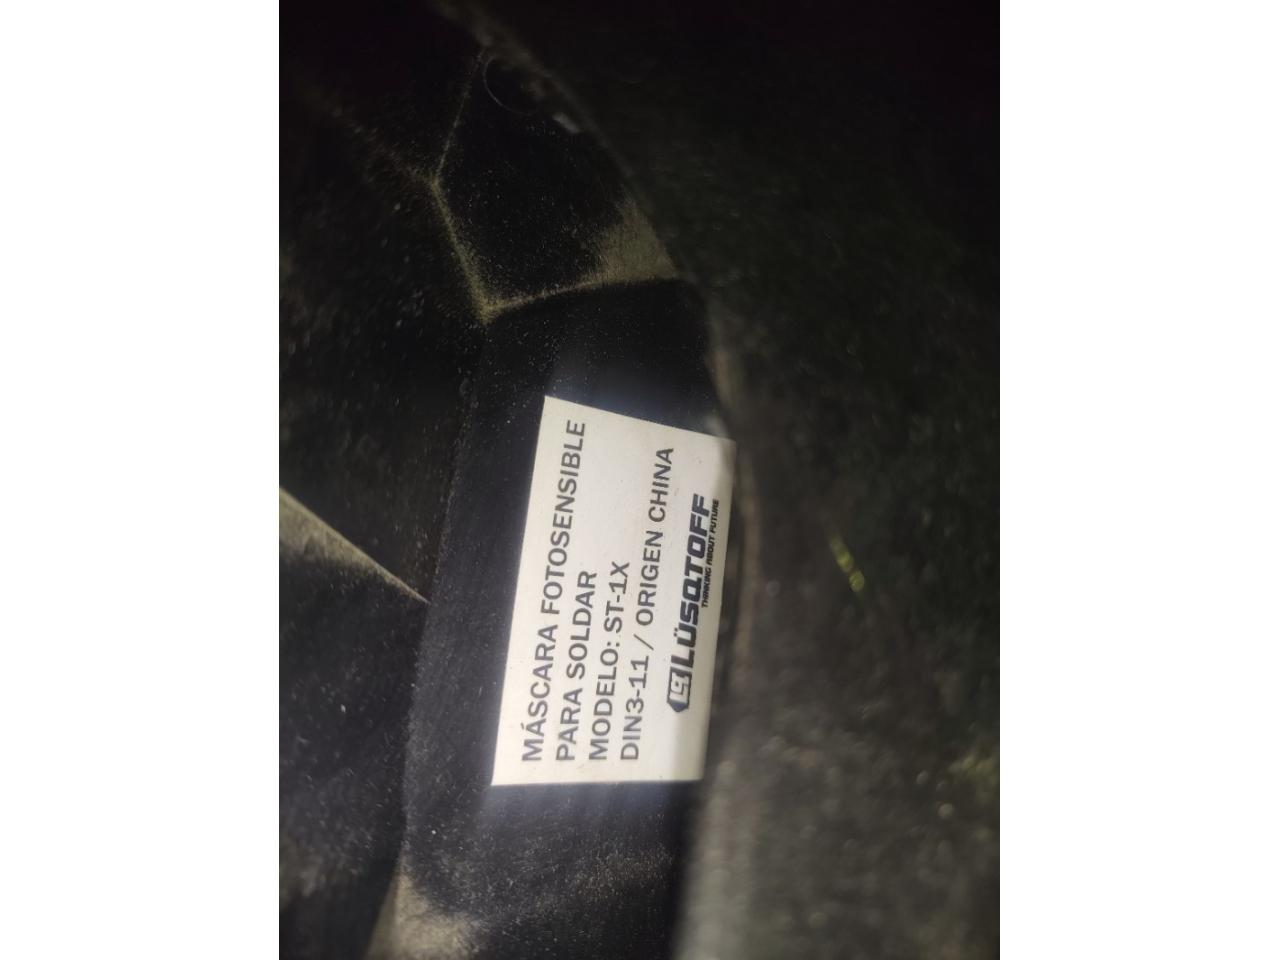 MÁSCARA FOTOSENSIBLE
PARA SOLDAR
MODELO: ST-1X
DIN3-11 / ORIGEN CHINA
LÜSQTOFF
THINKING ABOUT FUTURE